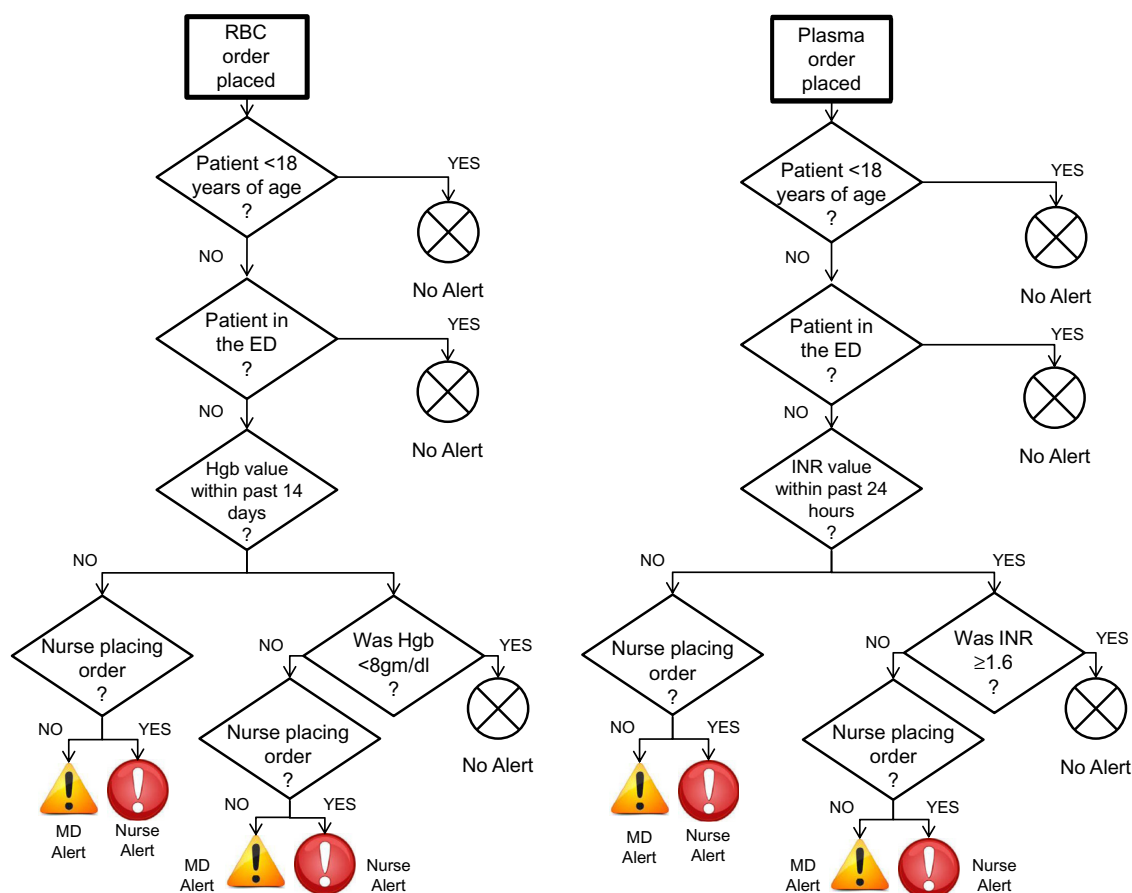 RBC
order
placed
Patient <18
years of age
?
YES
No Alert
NO
Patient in
the ED
?
YES
No Alert
NO
Hgb value
within past 14
days
?
NO
Nurse placing
order
?
NO
YES
MD
Alert
Nurse
Alert
Was Hgb
<8gm/dl
?
YES
No Alert
NO
Nurse placing
order
?
NO
YES
MD
Alert
Nurse
Alert
Plasma
order
placed
Patient <18
years of age
?
YES
No Alert
NO
Patient in
the ED
?
YES
No Alert
NO
INR value
within past 24
hours
?
NO
Nurse placing
order
?
NO
YES
MD
Alert
Nurse
Alert
YES
Was INR
≥1.6
?
YES
No Alert
NO
Nurse placing
order
?
NO
YES
MD
Alert
Nurse
Alert